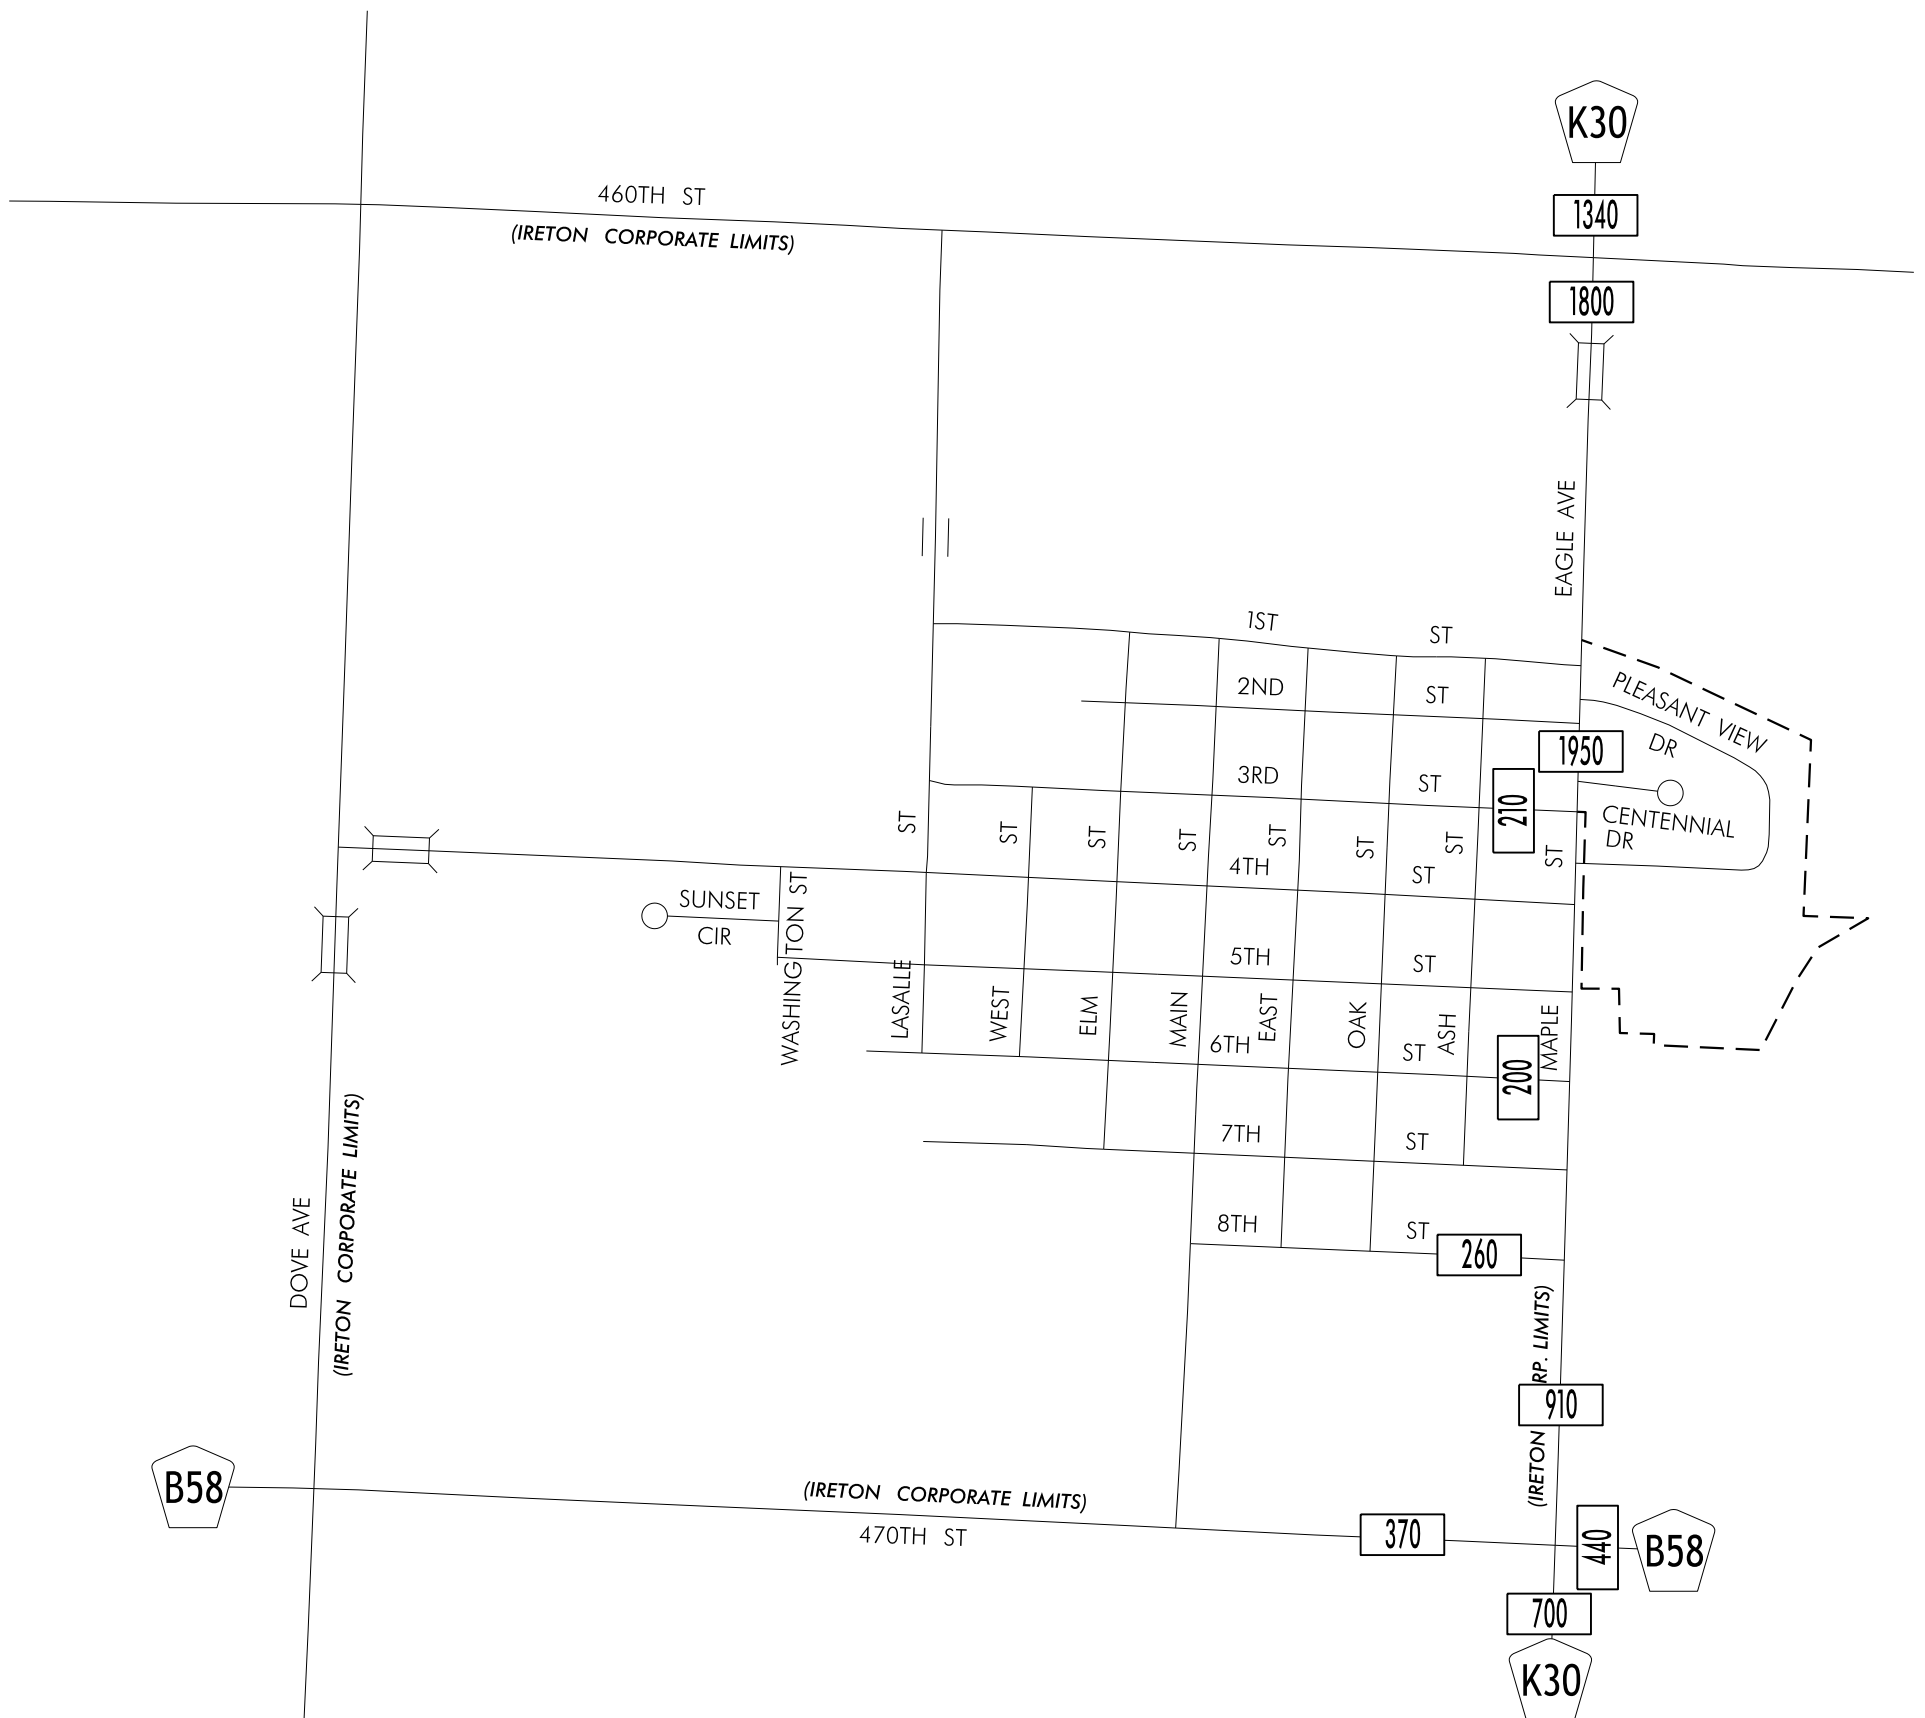 K30
1340
460TH ST
(IRETON CORPORATE LIMITS)
1800
EAGLE AVE
1ST ST
2ND ST
PLEASANT VIEW
DR
1950
3RD ST
210
CENTENNIAL
DR
ST
ST
ST
ST
ST
ST
ST
ST
4TH ST
SUNSET
CIR
WASHINGTON ST
5TH ST
LASALLE
WEST
ELM
MAIN
EAST
OAK
ASH
MAPLE
6TH ST
200
7TH ST
DOVE AVE
(IRETON CORPORATE LIMITS)
8TH ST
260
(IRETON RP. LIMITS)
910
B58
(IRETON CORPORATE LIMITS)
470TH ST
370
440
B58
700
K30